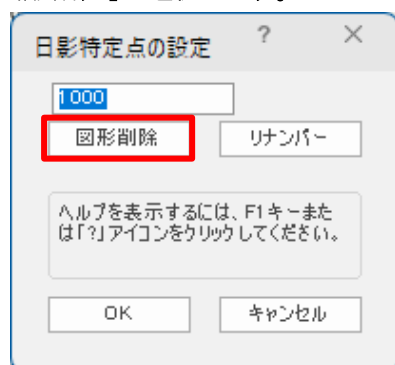 日影特定点の設定 ? ×
1000
図形削除 リナンバー
ヘルプを表示するには、F1キーまた
は「?」アイコンをクリックしてください。
OK キャンセル